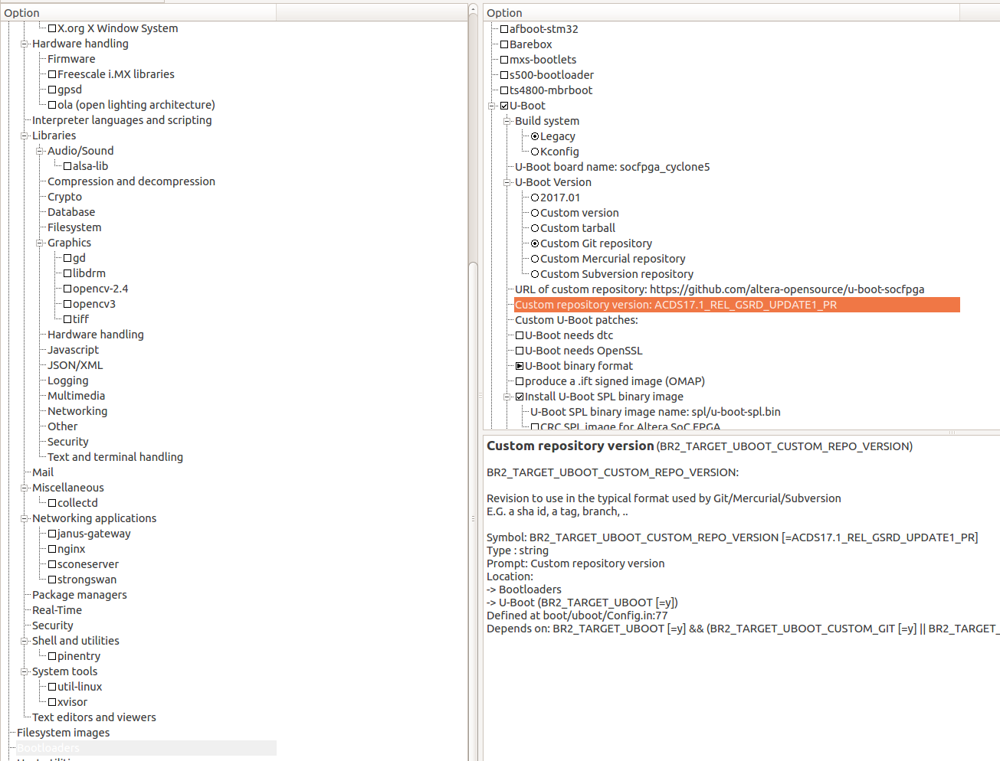 Option
X.org X Window System
Hardware handling
Firmware
Freescale i.MX libraries
gpsd
ola (open lighting architecture)
Interpreter languages and scripting
Libraries
Audio/Sound
alsa-lib
Compression and decompression
Crypto
Database
Filesystem
Graphics
gd
libdrm
opencv-2.4
opencv3
tiff
Hardware handling
Javascript
JSON/XML
Logging
Multimedia
Networking
Other
Security
Text and terminal handling
Mail
Miscellaneous
collectd
Networking applications
janus-gateway
nginx
sconeserver
strongswan
Package managers
Real-Time
Security
Shell and utilities
pinentry
System tools
util-linux
xvisor
Text editors and viewers
Filesystem images
Bootloaders
Option
afboot-stm32
Barebox
mxs-bootlets
s500-bootloader
ts4800-mbrboot
U-Boot
Build system
Legacy
Kconfig
U-Boot board name: socfpga_cyclone5
U-Boot Version
2017.01
Custom version
Custom tarball
Custom Git repository
Custom Mercurial repository
Custom Subversion repository
URL of custom repository: https://github.com/altera-opensource/u-boot-socfpga
Custom repository version: ACDS17.1_REL_GSRD_UPDATE1_PR
Custom U-Boot patches:
U-Boot needs dtc
U-Boot needs OpenSSL
U-Boot binary format
produce a .ift signed image (OMAP)
Install U-Boot SPL binary image
U-Boot SPL binary image name: spl/u-boot-spl.bin
CRC SPL image for Altera SoC FPGA
Custom repository version (BR2_TARGET_UBOOT_CUSTOM_REPO_VERSION)
BR2_TARGET_UBOOT_CUSTOM_REPO_VERSION:
Revision to use in the typical format used by Git/Mercurial/Subversion
E.G. a sha id, a tag, branch, ..
Symbol: BR2_TARGET_UBOOT_CUSTOM_REPO_VERSION [=ACDS17.1_REL_GSRD_UPDATE1_PR]
Type : string
Prompt: Custom repository version
Location:
-> Bootloaders
-> U-Boot (BR2_TARGET_UBOOT [=y])
Defined at boot/uboot/Config.in:77
Depends on: BR2_TARGET_UBOOT [=y] && (BR2_TARGET_UBOOT_CUSTOM_GIT [=y] || BR2_TARGET_